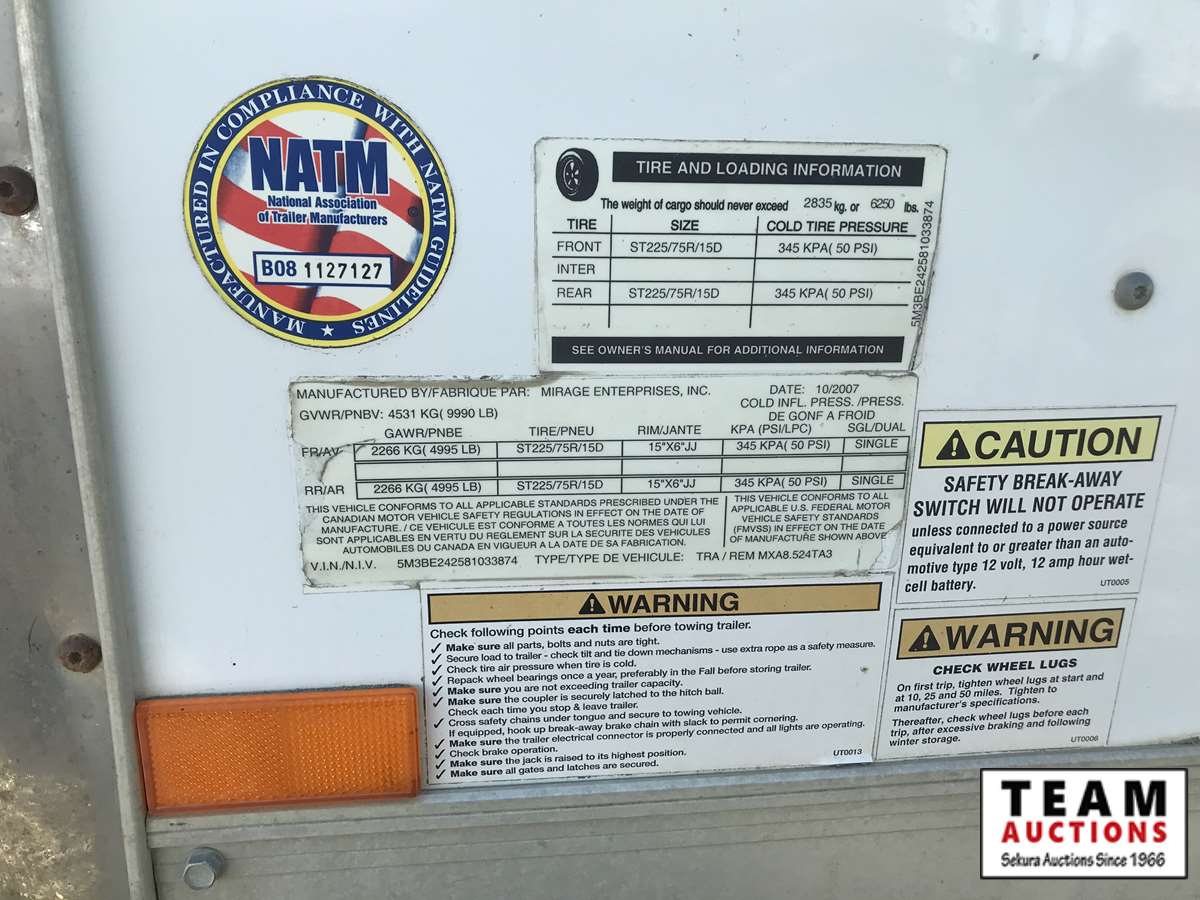 MANUFACTURED IN COMPLIANCE WITH NATM GUIDELINES ★
NATM
National Association
of Trailer Manufacturers
B08 1127127
TIRE AND LOADING INFORMATION
The weight of cargo should never exceed 2835 kg. or 6250 lbs.
TIRE SIZE COLD TIRE PRESSURE
FRONT ST225/75R/15D 345 KPA( 50 PSI)
INTER
REAR ST225/75R/15D 345 KPA( 50 PSI)
SEE OWNER'S MANUAL FOR ADDITIONAL INFORMATION
5M3BE242581033874
MANUFACTURED BY/FABRIQUE PAR: MIRAGE ENTERPRISES, INC. DATE: 10/2007
GVWR/PNBV: 4531 KG( 9990 LB) COLD INFL. PRESS. /PRESS.
DE GONF A FROID
GAWR/PNBE TIRE/PNEU RIM/JANTE KPA (PSI/LPC) SGL/DUAL
FR/AV 2266 KG( 4995 LB) ST225/75R/15D 15"X6"JJ 345 KPA( 50 PSI) SINGLE
RR/AR 2266 KG( 4995 LB) ST225/75R/15D 15"X6"JJ 345 KPA( 50 PSI) SINGLE
THIS VEHICLE CONFORMS TO ALL APPLICABLE STANDARDS PRESCRIBED UNDER THE
CANADIAN MOTOR VEHICLE SAFETY REGULATIONS IN EFFECT ON THE DATE OF
MANUFACTURE. / CE VEHICULE EST CONFORME A TOUTES LES NORMES QUI LUI
SONT APPLICABLES EN VERTU DU REGLEMENT SUR LA SECURITE DES VEHICULES
AUTOMOBILES DU CANADA EN VIGUEUR A LA DATE DE SA FABRICATION.
THIS VEHICLE CONFORMS TO ALL
APPLICABLE U.S. FEDERAL MOTOR
VEHICLE SAFETY STANDARDS
(FMVSS) IN EFFECT ON THE DATE
OF MANUFACTURE SHOWN ABOVE
V.I.N./N.I.V. 5M3BE242581033874 TYPE/TYPE DE VEHICULE: TRA / REM MXA8.524TA3
CAUTION
SAFETY BREAK-AWAY
SWITCH WILL NOT OPERATE
unless connected to a power source
equivalent to or greater than an auto-
motive type 12 volt, 12 amp hour wet-
cell battery.
UT0005
WARNING
Check following points each time before towing trailer.
✓ Make sure all parts, bolts and nuts are tight.
✓ Secure load to trailer - check tilt and tie down mechanisms - use extra rope as a safety measure.
✓ Check tire air pressure when tire is cold.
✓ Repack wheel bearings once a year, preferably in the Fall before storing trailer.
✓ Make sure you are not exceeding trailer capacity.
✓ Make sure the coupler is securely latched to the hitch ball.
Check each time you stop & leave trailer.
✓ Cross safety chains under tongue and secure to towing vehicle.
If equipped, hook up break-away brake chain with slack to permit cornering.
✓ Make sure the trailer electrical connector is properly connected and all lights are operating.
✓ Check brake operation.
✓ Make sure the jack is raised to its highest position.
✓ Make sure all gates and latches are secured.
UT0013
WARNING
CHECK WHEEL LUGS
On first trip, tighten wheel lugs at start and
at 10, 25 and 50 miles. Tighten to
manufacturer's specifications.
Thereafter, check wheel lugs before each
trip, after excessive braking and following
winter storage.
UT0006
TEAM
AUCTIONS
Sekura Auctions Since 1966